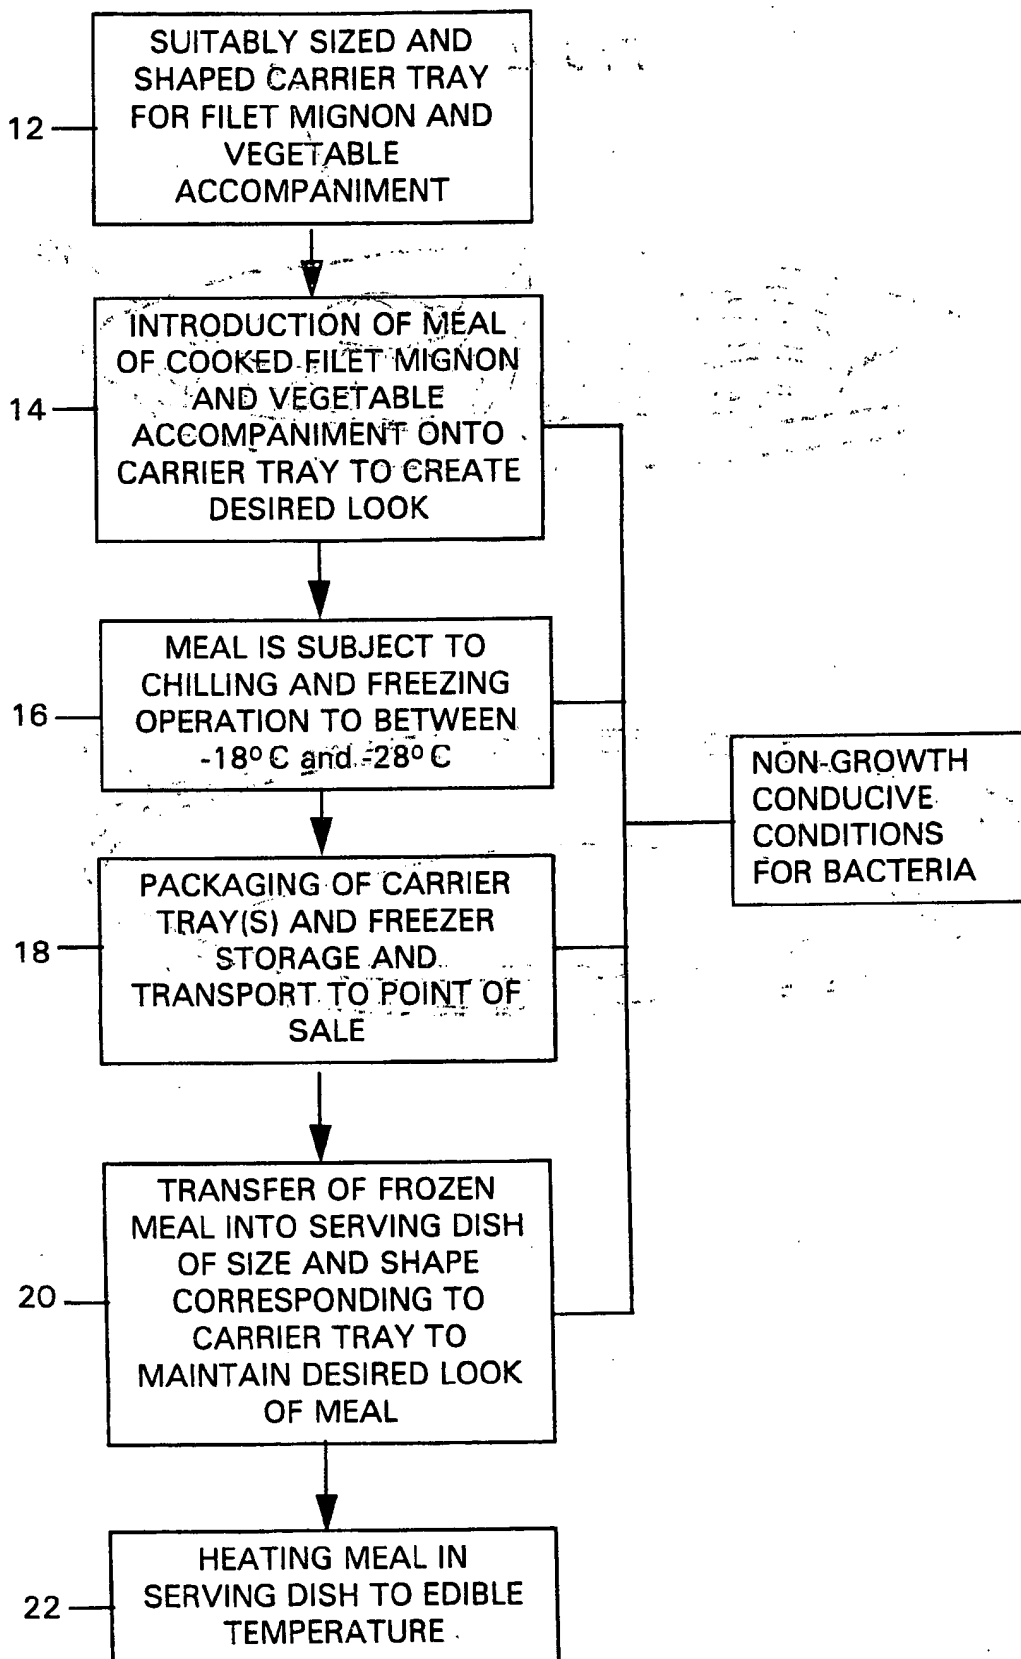 SUITABLY SIZED AND
SHAPED CARRIER TRAY
FOR FILET MIGNON AND
VEGETABLE
ACCOMPANIMENT
12
INTRODUCTION OF MEAL
OF COOKED FILET MIGNON
AND VEGETABLE
ACCOMPANIMENT ONTO
CARRIER TRAY TO CREATE
DESIRED LOOK
14
MEAL IS SUBJECT TO
CHILLING AND FREEZING
OPERATION TO BETWEEN
-18º C and -28º C
16
NON-GROWTH
CONDUCIVE
CONDITIONS
FOR BACTERIA
PACKAGING OF CARRIER
TRAY(S) AND FREEZER
STORAGE AND
TRANSPORT TO POINT OF
SALE
18
TRANSFER OF FROZEN
MEAL INTO SERVING DISH
OF SIZE AND SHAPE
CORRESPONDING TO
CARRIER TRAY TO
MAINTAIN DESIRED LOOK
OF MEAL
20
HEATING MEAL IN
SERVING DISH TO EDIBLE
TEMPERATURE
22